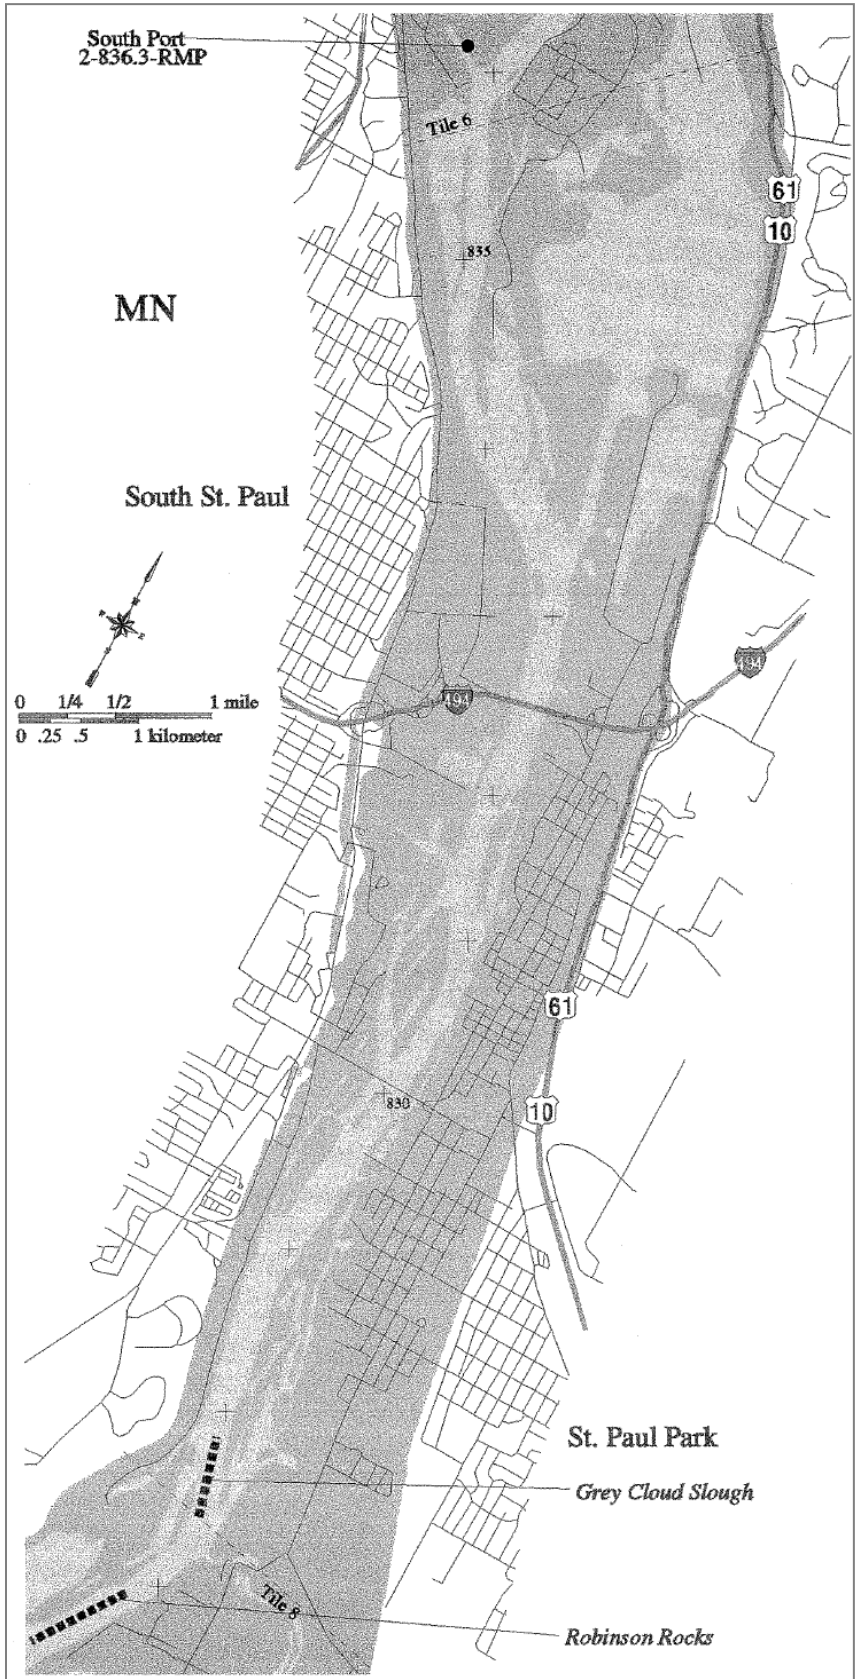 South Port
2-836.3-RMP
Tile 6
61
10
835
MN
South St. Paul
494
494
0 1/4 1/2 1 mile
0 .25 .5 1 kilometer
61
830
10
St. Paul Park
Grey Cloud Slough
Tile 8
Robinson Rocks